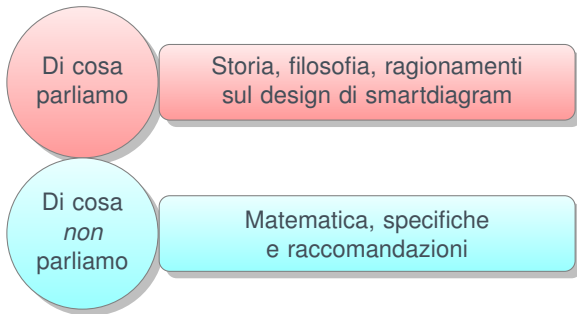 Di cosa
parliamo
Storia, filosofia, ragionamenti
sul design di smartdiagram
Di cosa
non
parliamo
Matematica, specifiche
e raccomandazioni